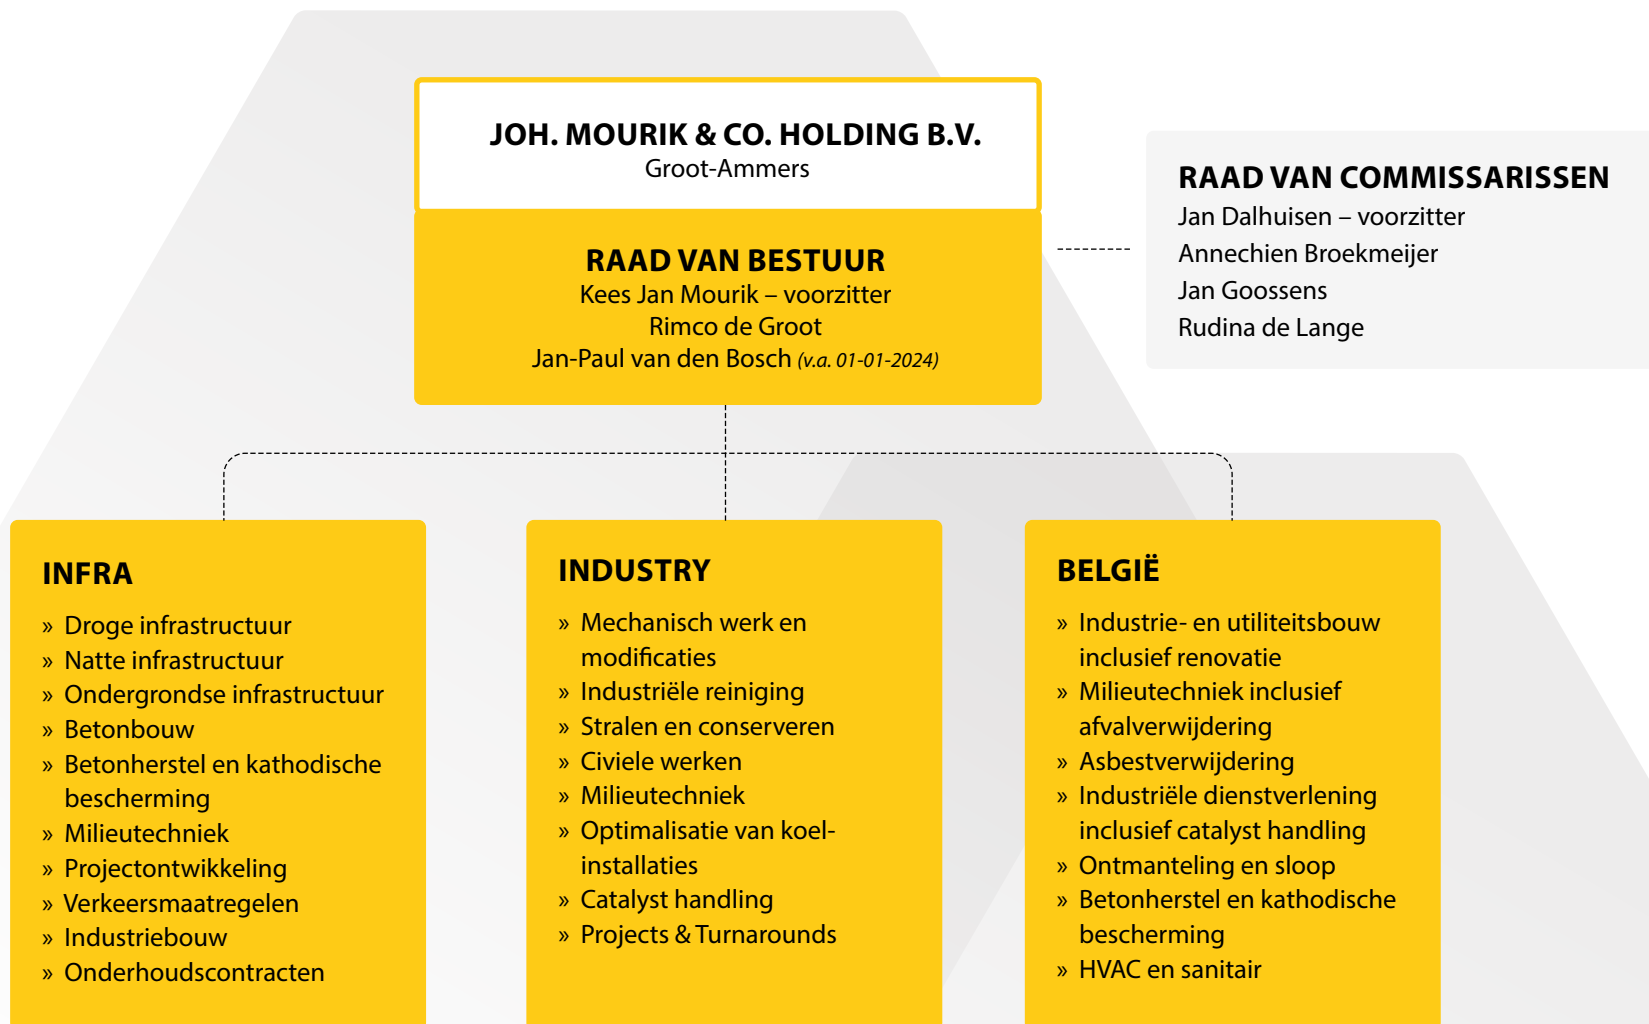 JOH. MOURIK & CO. HOLDING B.V.
Groot-Ammers
RAAD VAN BESTUUR
Kees Jan Mourik – voorzitter
Rimco de Groot
Jan-Paul van den Bosch (v.a. 01-01-2024)
RAAD VAN COMMISSARISSEN
Jan Dalhuisen – voorzitter
Annechien Broekmeijer
Jan Goossens
Rudina de Lange
INFRA
» Droge infrastructuur
» Natte infrastructuur
» Ondergrondse infrastructuur
» Betonbouw
» Betonherstel en kathodische
bescherming
» Milieutechniek
» Projectontwikkeling
» Verkeersmaatregelen
» Industriebouw
» Onderhoudscontracten
INDUSTRY
» Mechanisch werk en
modificaties
» Industriële reiniging
» Stralen en conserveren
» Civiele werken
» Milieutechniek
» Optimalisatie van koel-
installaties
» Catalyst handling
» Projects & Turnarounds
BELGIË
» Industrie- en utiliteitsbouw
inclusief renovatie
» Milieutechniek inclusief
afvalverwijdering
» Asbestverwijdering
» Industriële dienstverlening
inclusief catalyst handling
» Ontmanteling en sloop
» Betonherstel en kathodische
bescherming
» HVAC en sanitair